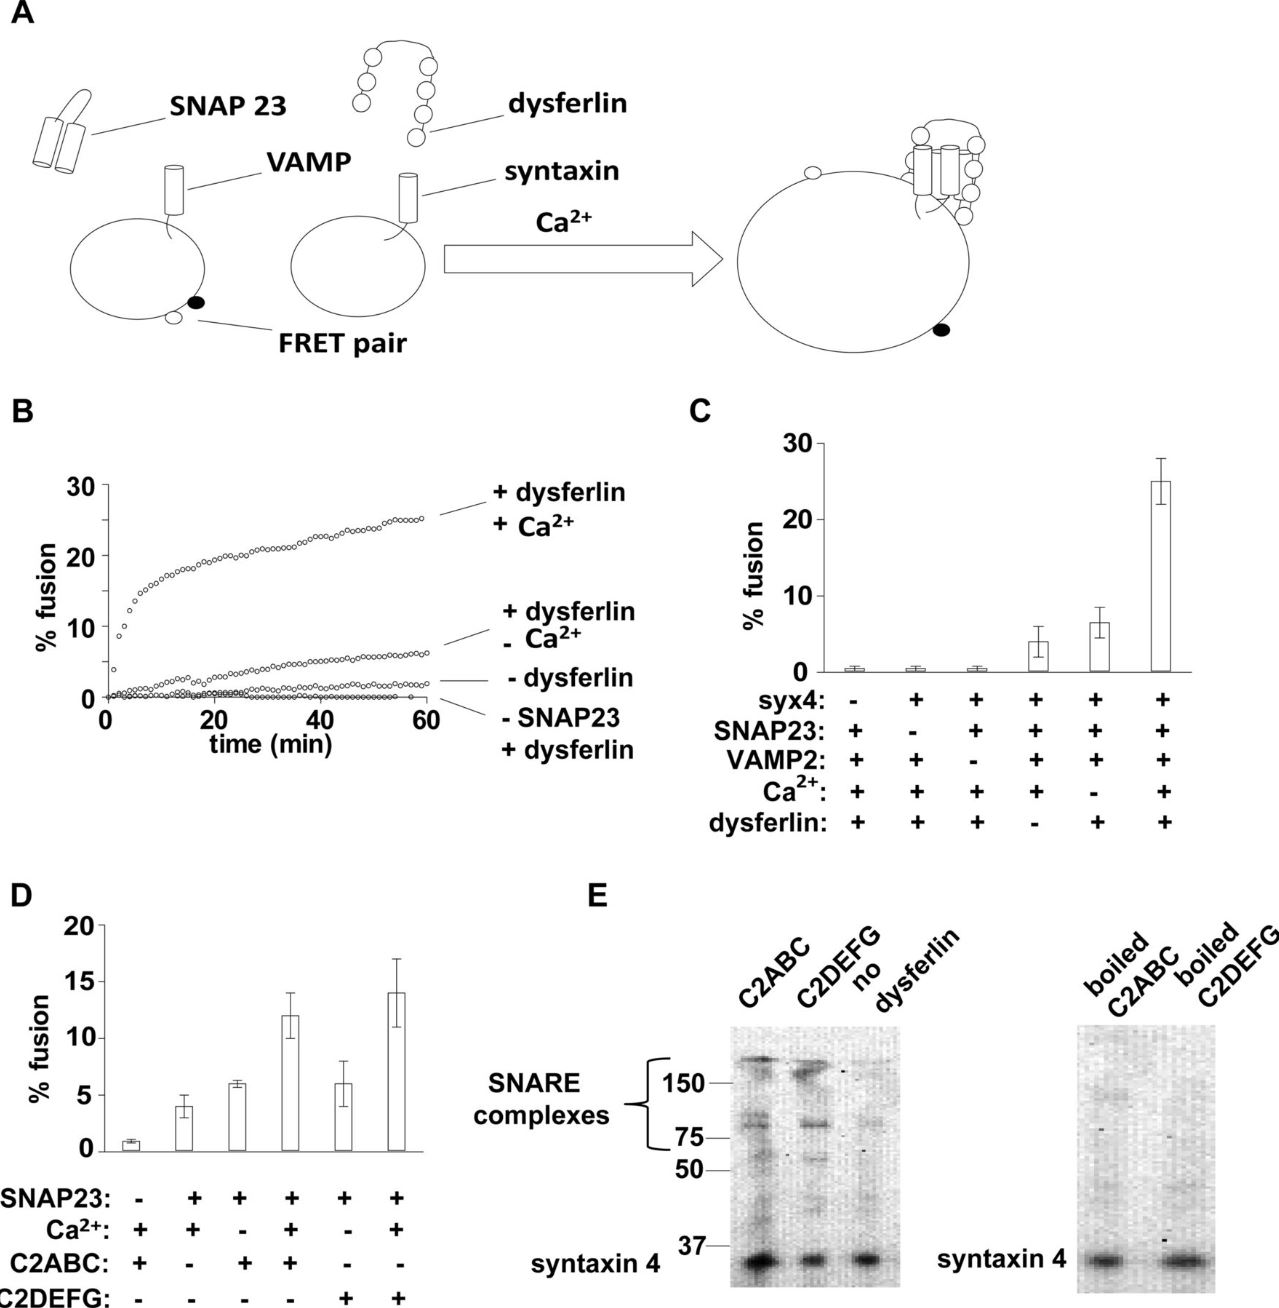 A
SNAP 23
dysferlin
VAMP
syntaxin
Ca2+
FRET pair
B
% fusion
30
20
10
0
0 20 40 60
time (min)
+ dysferlin
+ Ca2+
+ dysferlin
- Ca2+
- dysferlin
- SNAP23
+ dysferlin
C
% fusion
30
20
10
0
syx4: - + + + + +
SNAP23: + - + + + +
VAMP2: + + - + + +
Ca2+: + + + + - +
dysferlin: + + + - + +
D
% fusion
20
15
10
5
0
SNAP23: - + + + + +
Ca2+: + + - + - +
C2ABC: + - + + - -
C2DEFG: - - - - + +
E
C2ABC
C2DEFG
no
dysferlin
boiled
C2ABC
boiled
C2DEFG
SNARE
complexes
150
75
50
37
syntaxin 4
syntaxin 4